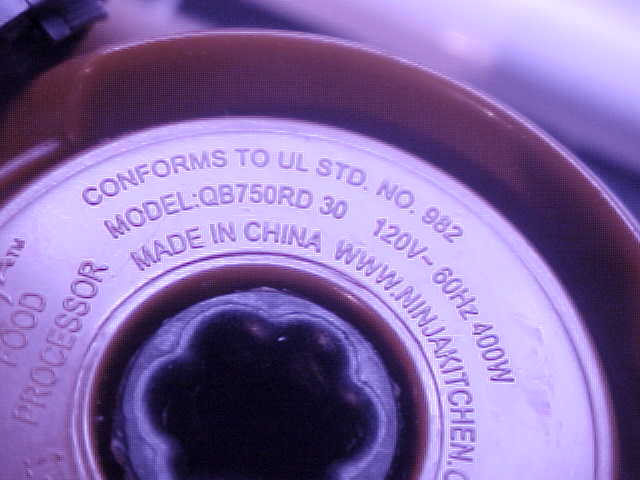 CONFORMS TO UL STD. NO. 982
MODEL:QB750RD 30 120V~ 60Hz 400W
MADE IN CHINA WWW.NINJAKITCHEN.
FOOD
PROCESSOR